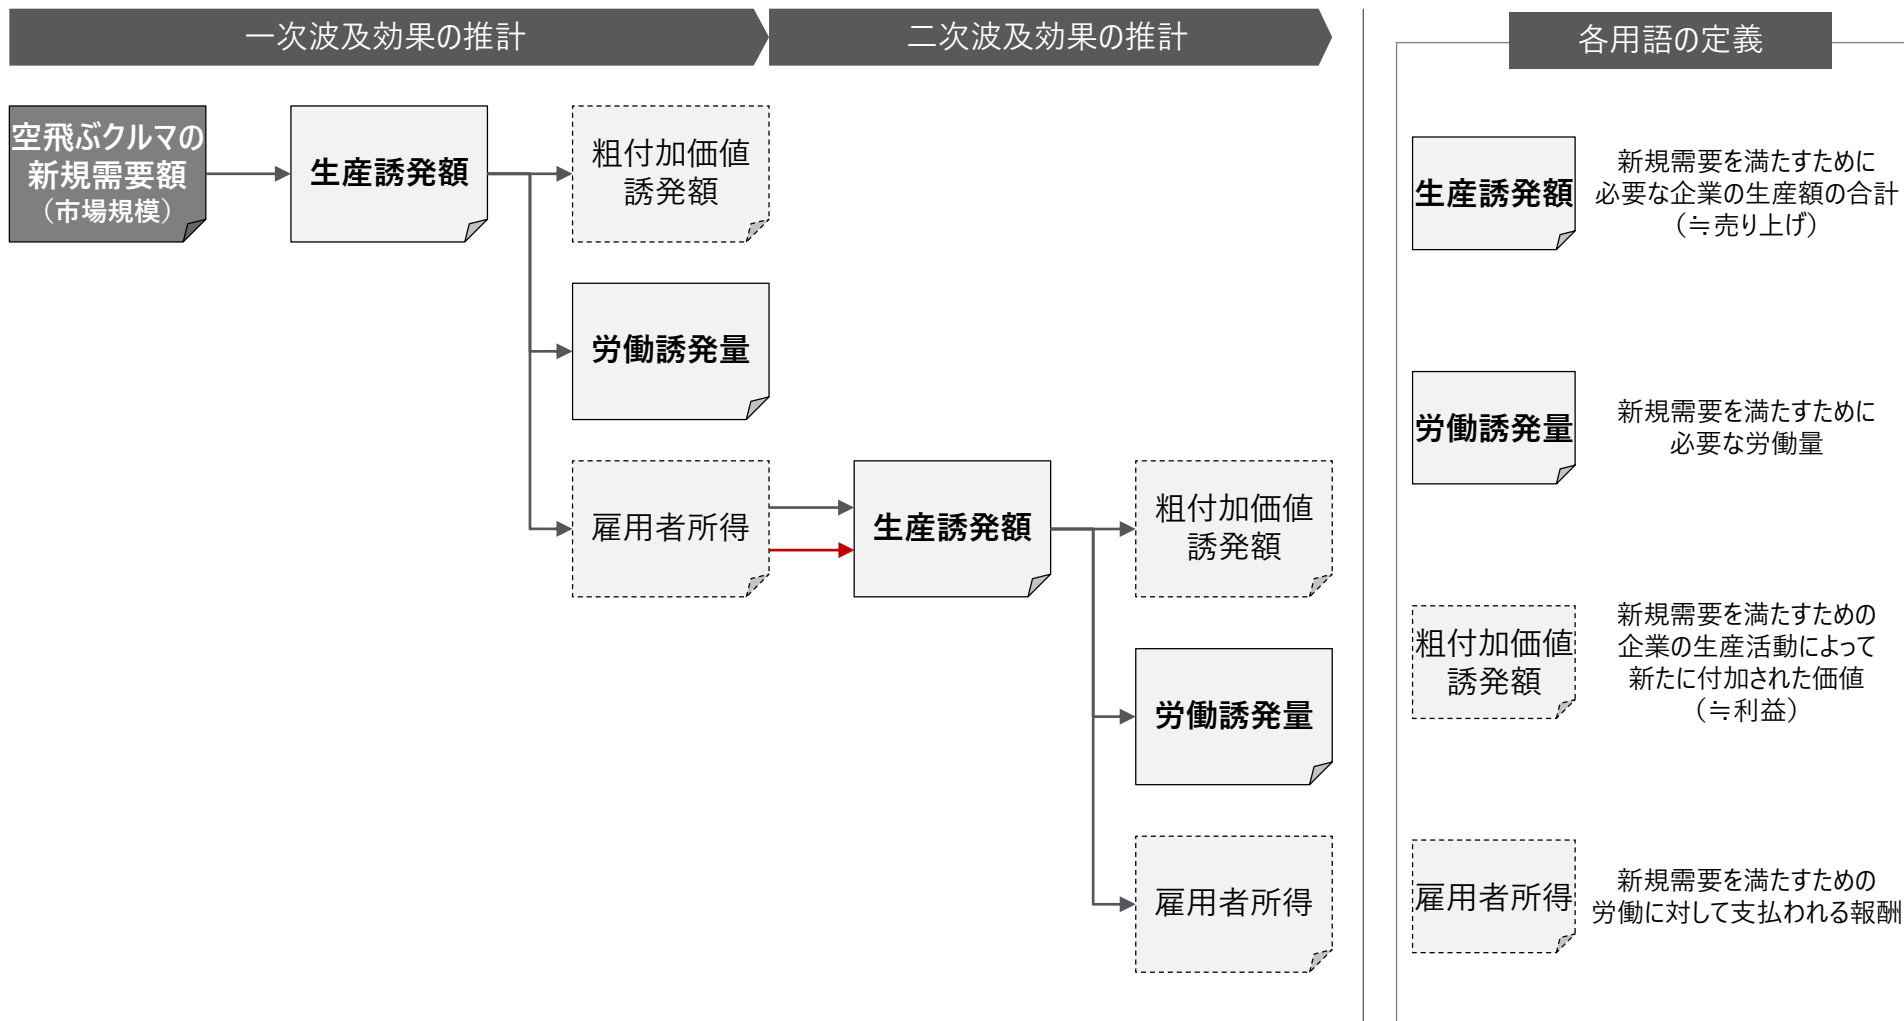 一次波及効果の推計
二次波及効果の推計
各用語の定義
空飛ぶクルマの
新規需要額
（市場規模）
生産誘発額
粗付加価値
誘発額
労働誘発量
雇用者所得
生産誘発額
粗付加価値
誘発額
労働誘発量
雇用者所得
生産誘発額
新規需要を満たすために
必要な企業の生産額の合計
（≒売り上げ）
労働誘発量
新規需要を満たすために
必要な労働量
粗付加価値
誘発額
新規需要を満たすための
企業の生産活動によって
新たに付加された価値
（≒利益）
雇用者所得
新規需要を満たすための
労働に対して支払われる報酬